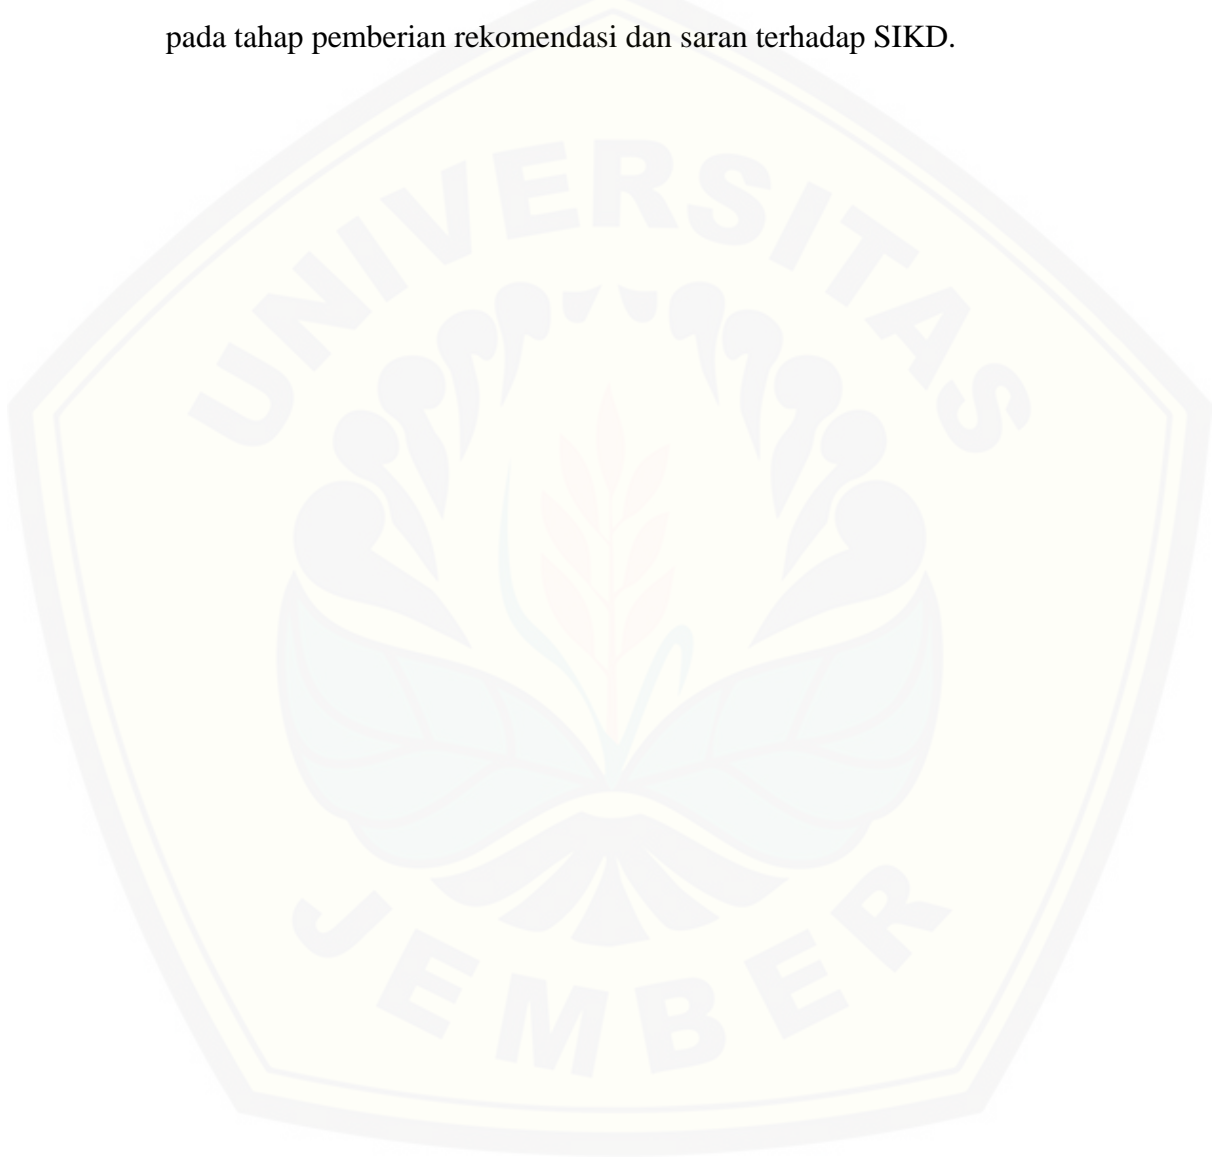 pada tahap pemberian rekomendasi dan saran terhadap SIKD.
UNIVERSITAS
JEMBER